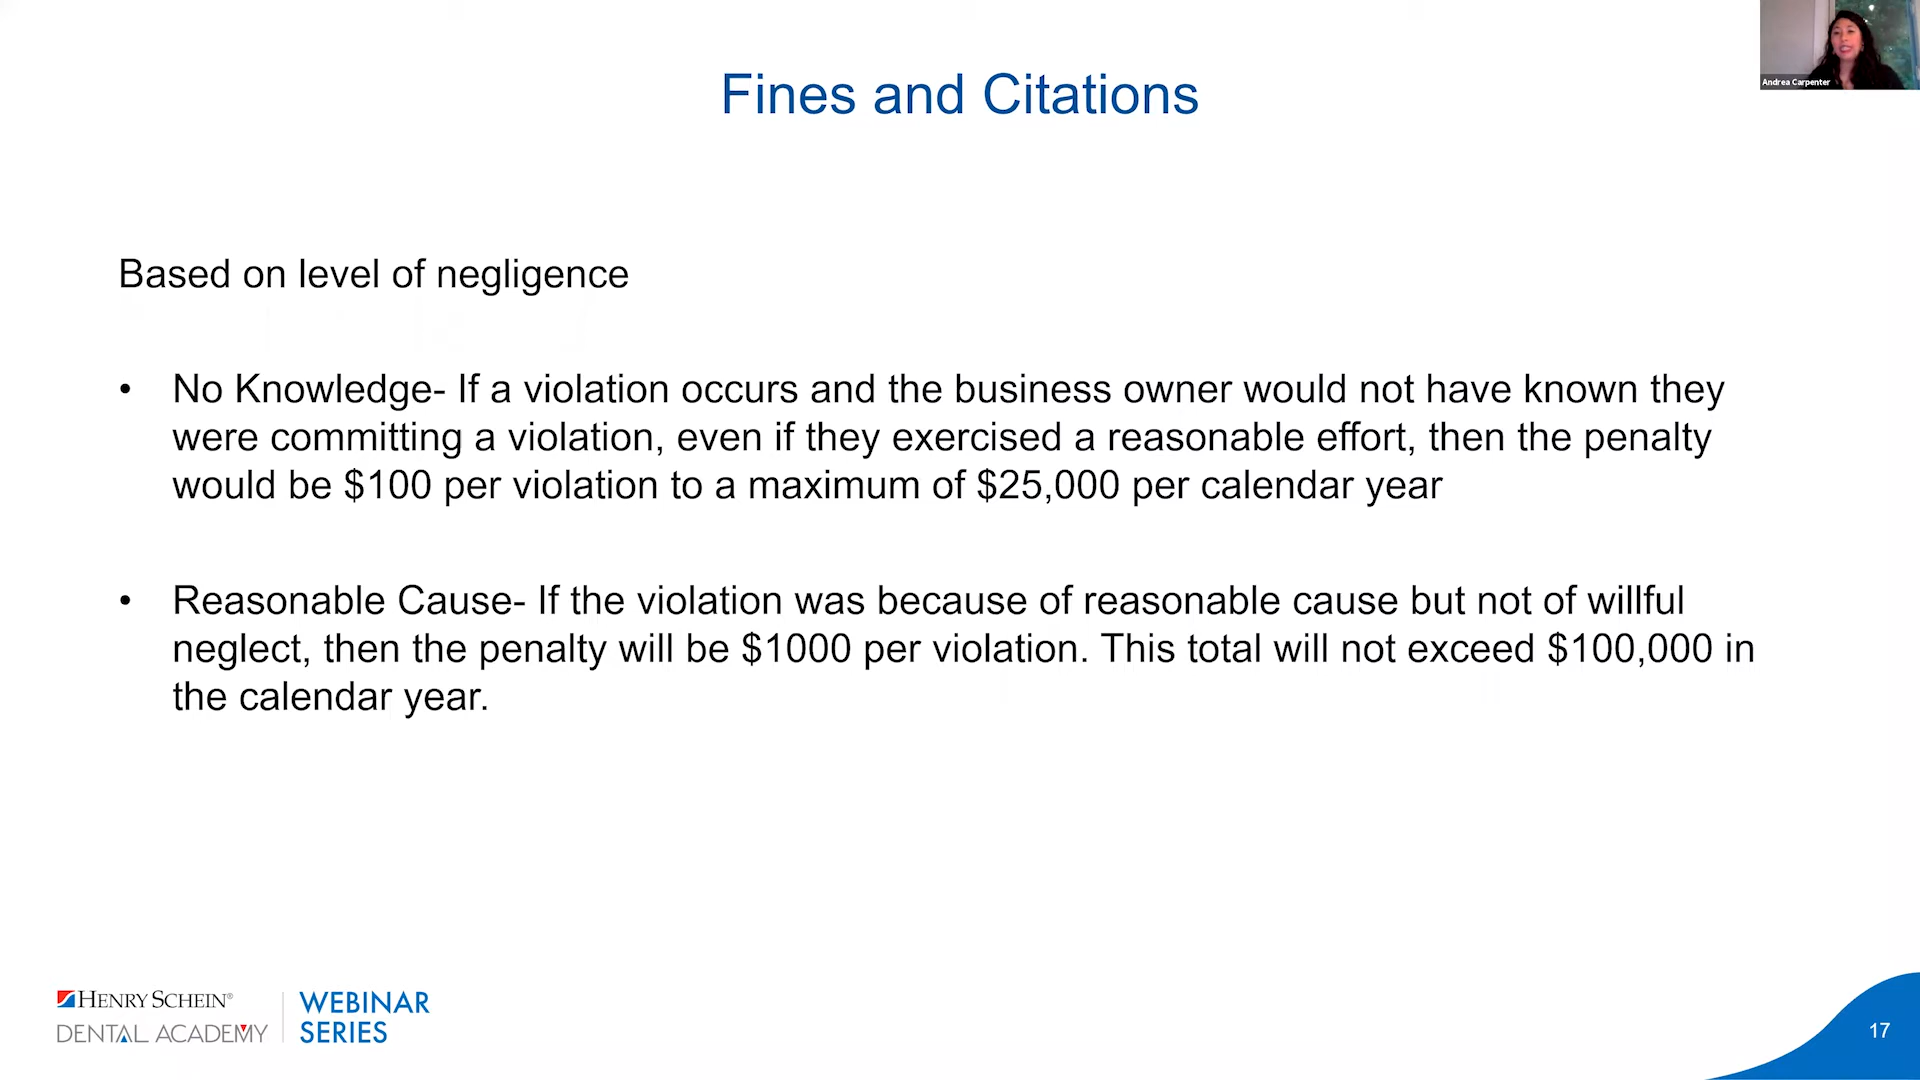 Fines and Citations
Andrea Carpenter
Based on level of negligence
• No Knowledge- If a violation occurs and the business owner would not have known they
were committing a violation, even if they exercised a reasonable effort, then the penalty
would be $100 per violation to a maximum of $25,000 per calendar year
• Reasonable Cause- If the violation was because of reasonable cause but not of willful
neglect, then the penalty will be $1000 per violation. This total will not exceed $100,000 in
the calendar year.
HENRY SCHEIN®
DENTAL ACADEMY
WEBINAR
SERIES
17